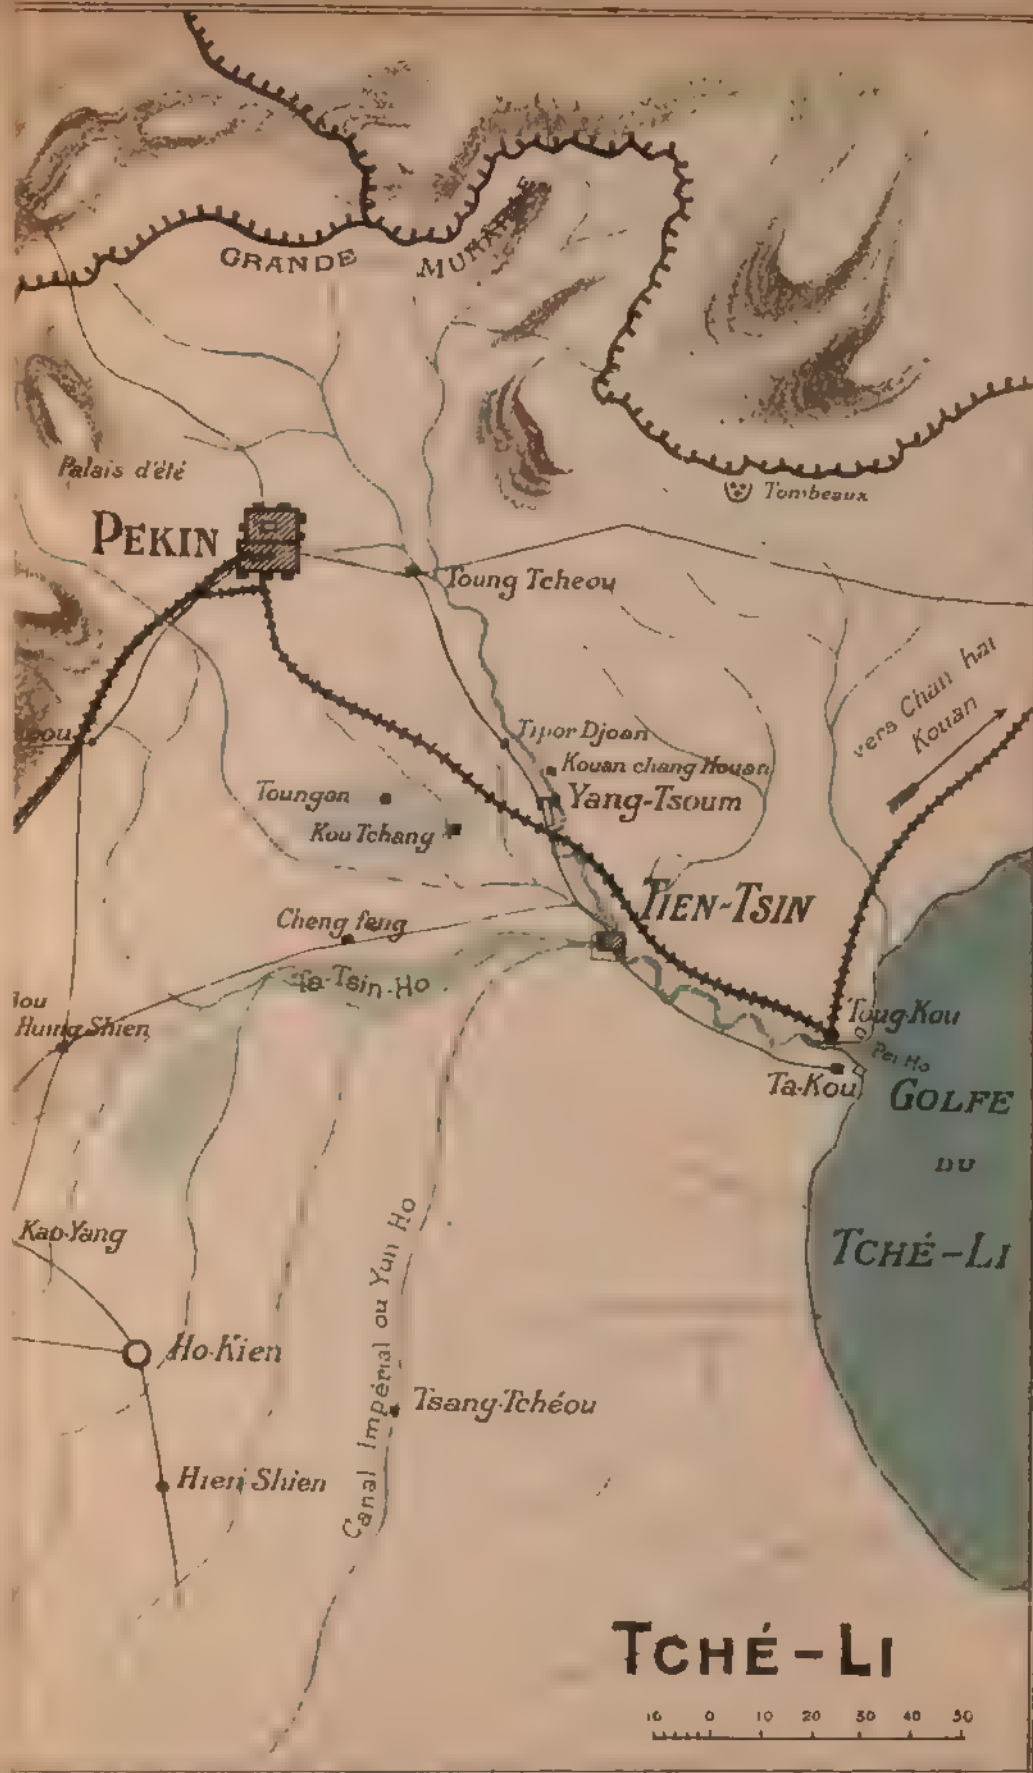 GRANDE MURAILLE
Palais d'été
Tombeaux
PEKIN
Toung Tcheou
vers Chan hai
Kouan
Tipor Djoan
Kouan chang Houan
Toungan
Yang-Tsoum
Kou Tchang
TIEN-TSIN
Cheng feng
Ta-Tsin-Ho
Hung Shien
Toug-Kou
Pei Ho
Ta-Kou
GOLFE
DU
TCHÉ-LI
Kao-Yang
Canal Impérial ou Yun Ho
Ho-Kien
Tsang-Tchéou
Hien Shien
TCHÉ-LI
10 0 10 20 30 40 50